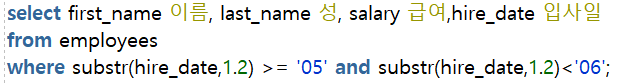 select first_name 이름, last_name 성, salary 급여,hire_date 입사일
from employees
where substr(hire_date,1.2) >= '05' and substr(hire_date,1.2)<'06';